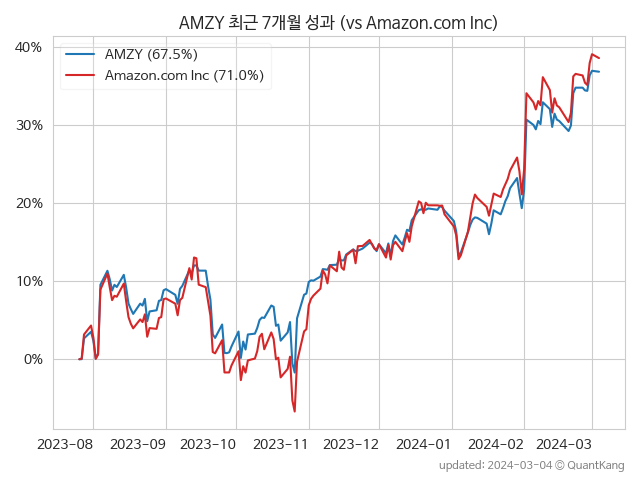 AMZY 최근 7개월 성과 (vs Amazon.com Inc)
AMZY (67.5%)
Amazon.com Inc (71.0%)
40%
30%
20%
10%
0%
2023-08 2023-09 2023-10 2023-11 2023-12 2024-01 2024-02 2024-03
updated: 2024-03-04 © QuantKang